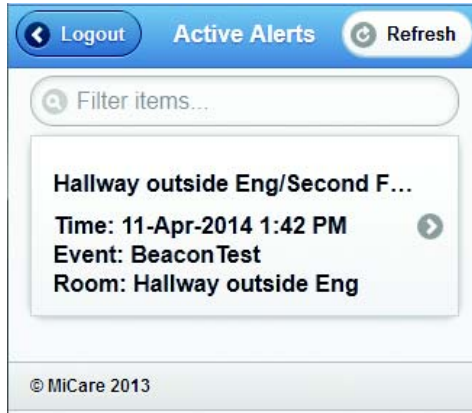 Logout Active Alerts Refresh
Filter items...
Hallway outside Eng/Second F...
Time: 11-Apr-2014 1:42 PM
Event: BeaconTest
Room: Hallway outside Eng
© MiCare 2013